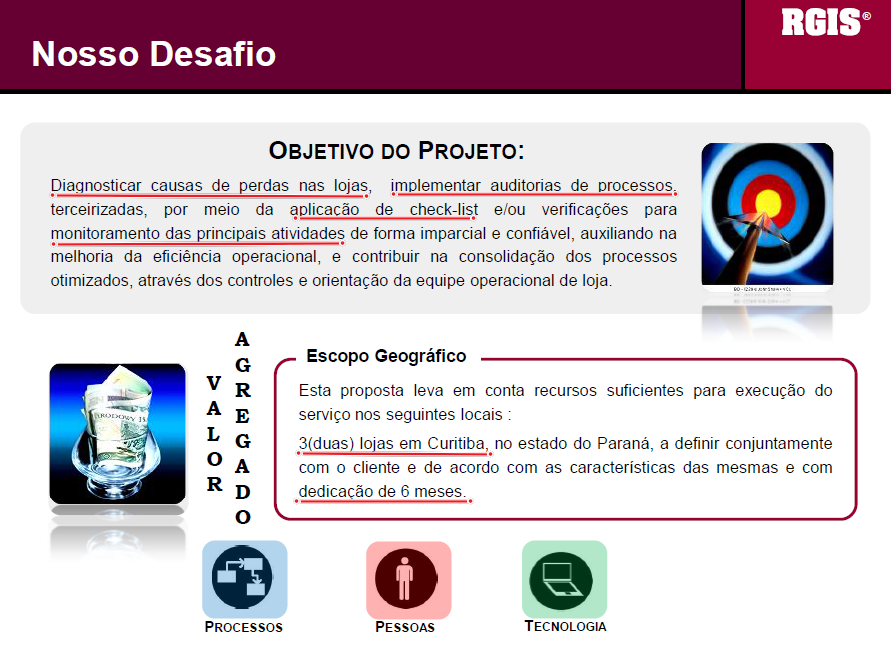 Nosso Desafio
RGIS®
OBJETIVO DO PROJETO:
Diagnosticar causas de perdas nas lojas, implementar auditorias de processos,
terceirizadas, por meio da aplicação de check-list e/ou verificações para
monitoramento das principais atividades de forma imparcial e confiável, auxiliando na
melhoria da eficiência operacional, e contribuir na consolidação dos processos
otimizados, através dos controles e orientação da equipe operacional de loja.
VALOR
AGREGADO
Escopo Geográfico
Esta proposta leva em conta recursos suficientes para execução do
serviço nos seguintes locais :
3(duas) lojas em Curitiba, no estado do Paraná, a definir conjuntamente
com o cliente e de acordo com as características das mesmas e com
dedicação de 6 meses.
PROCESSOS
PESSOAS
TECNOLOGIA